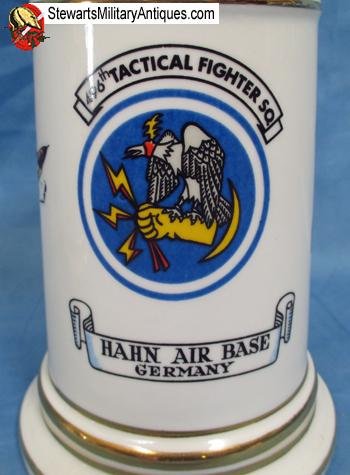 StewartsMilitaryAntiques.com
496th TACTICAL FIGHTER SQ.
HAHN AIR BASE
GERMANY